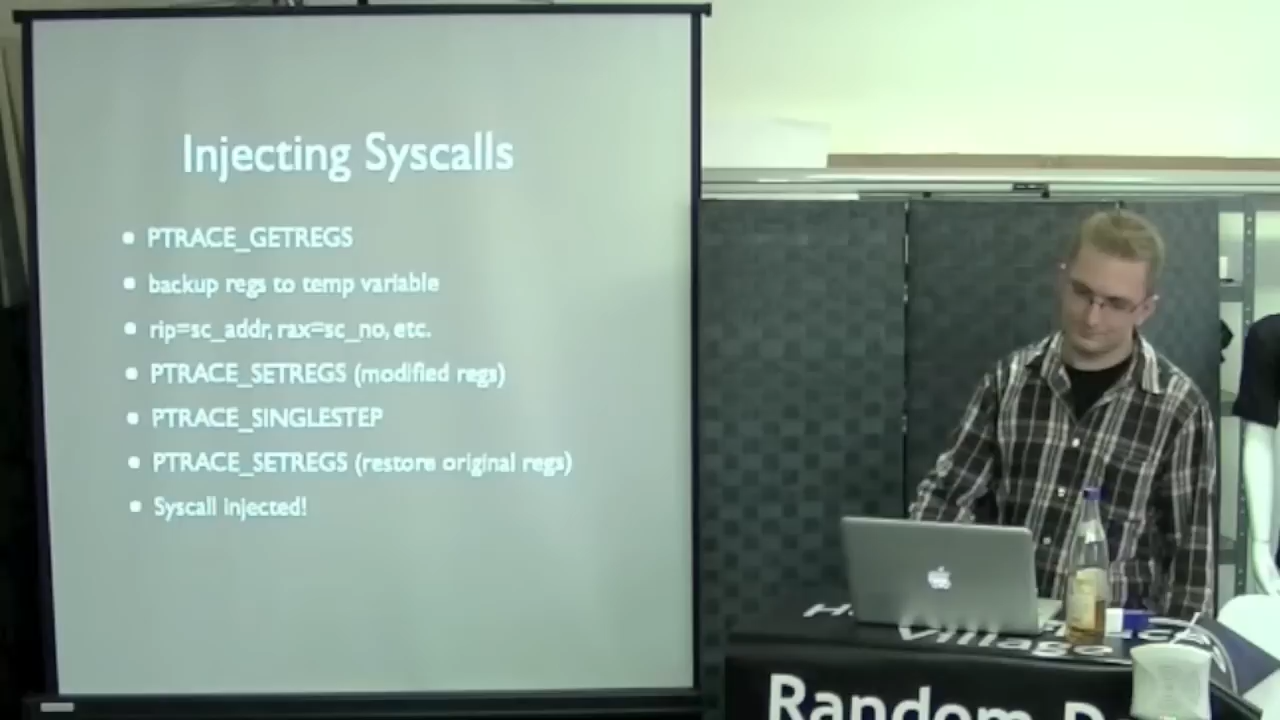 Injecting Syscalls
PTRACE_GETREGS
backup regs to temp variable
rip=sc_addr, rax=sc_no, etc.
PTRACE_SETREGS (modified regs)
PTRACE_SINGLESTEP
PTRACE_SETREGS (restore original regs)
Syscall injected!
Village
Random